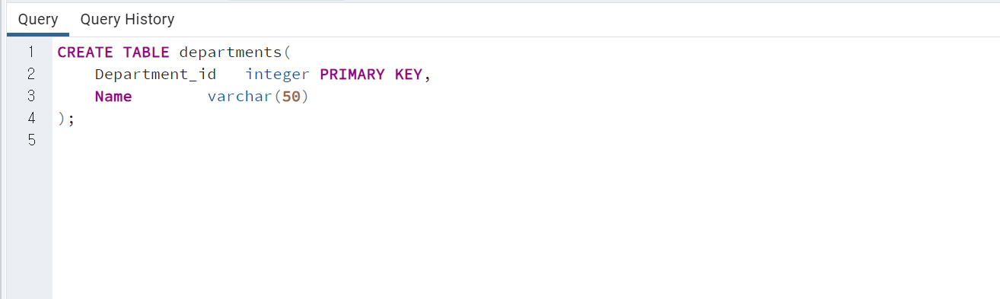 Query Query History
1 CREATE TABLE departments(
2 Department_id integer PRIMARY KEY,
3 Name varchar(50)
4 );
5